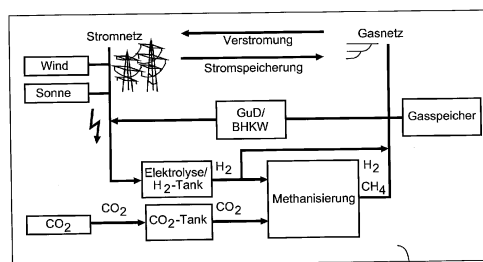 Stromnetz
Verstromung
Gasnetz
Wind
Stromspeicherung
Sonne
GuD/
BHKW
Gasspeicher
Elektrolyse/
H2-Tank
H2
H2
CH4
Methanisierung
CO2
CO2
CO2-Tank
CO2